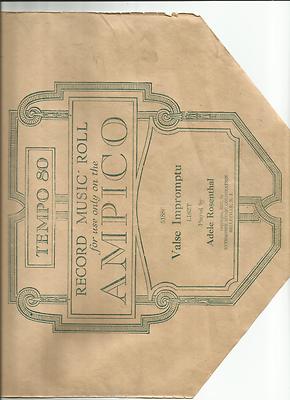 TEMPO 80
RECORD MUSIC ROLL
for use only on the
AMPICO
Valse Impromptu
LISZT
Played by
Adele Rosenthal